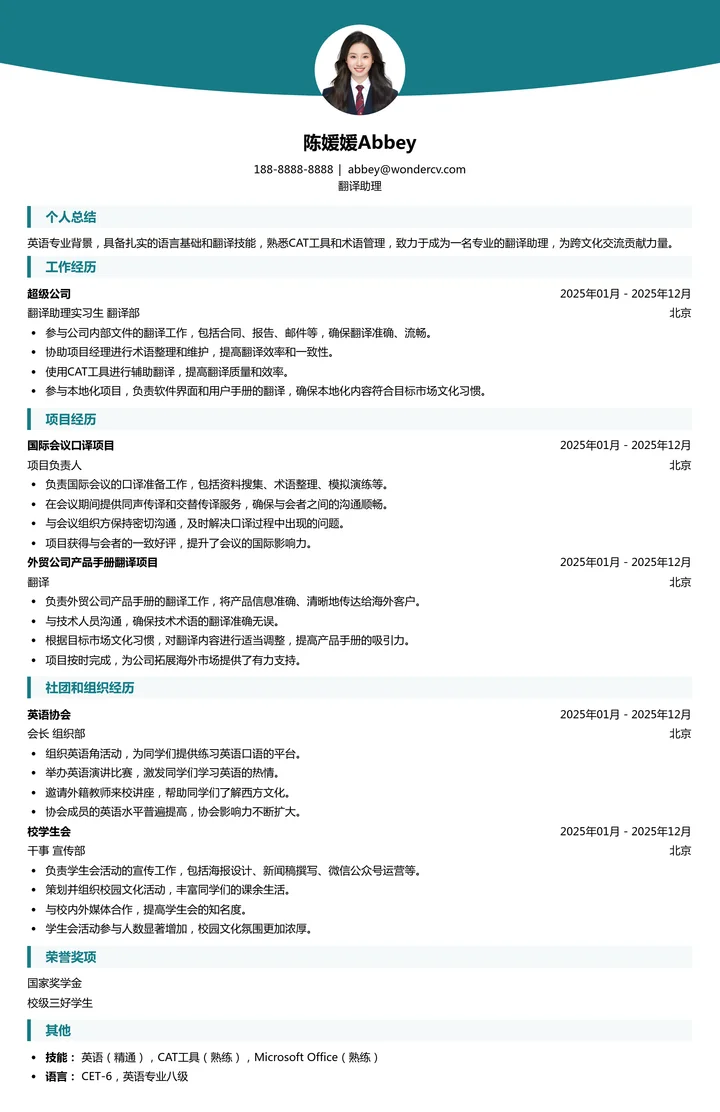 陈媛媛Abbey
188-8888-8888 | abbey@wondercv.com
翻译助理
个人总结
英语专业背景，具备扎实的语言基础和翻译技能，熟悉CAT工具和术语管理，致力于成为一名专业的翻译助理，为跨文化交流贡献力量。
工作经历
超级公司 2025年01月 - 2025年12月
翻译助理实习生 翻译部 北京
• 参与公司内部文件的翻译工作，包括合同、报告、邮件等，确保翻译准确、流畅。
• 协助项目经理进行术语整理和维护，提高翻译效率和一致性。
• 使用CAT工具进行辅助翻译，提高翻译质量和效率。
• 参与本地化项目，负责软件界面和用户手册的翻译，确保本地化内容符合目标市场文化习惯。
项目经历
国际会议口译项目 2025年01月 - 2025年12月
项目负责人 北京
• 负责国际会议的口译准备工作，包括资料搜集、术语整理、模拟演练等。
• 在会议期间提供同声传译和交替传译服务，确保与会者之间的沟通顺畅。
• 与会议组织方保持密切沟通，及时解决口译过程中出现的问题。
• 项目获得与会者的一致好评，提升了会议的国际影响力。
外贸公司产品手册翻译项目 2025年01月 - 2025年12月
翻译 北京
• 负责外贸公司产品手册的翻译工作，将产品信息准确、清晰地传达给海外客户。
• 与技术人员沟通，确保技术术语的翻译准确无误。
• 根据目标市场文化习惯，对翻译内容进行适当调整，提高产品手册的吸引力。
• 项目按时完成，为公司拓展海外市场提供了有力支持。
社团和组织经历
英语协会 2025年01月 - 2025年12月
会长 组织部 北京
• 组织英语角活动，为同学们提供练习英语口语的平台。
• 举办英语演讲比赛，激发同学们学习英语的热情。
• 邀请外籍教师来校讲座，帮助同学们了解西方文化。
• 协会成员的英语水平普遍提高，协会影响力不断扩大。
校学生会 2025年01月 - 2025年12月
干事 宣传部 北京
• 负责学生会活动的宣传工作，包括海报设计、新闻稿撰写、微信公众号运营等。
• 策划并组织校园文化活动，丰富同学们的课余生活。
• 与校内外媒体合作，提高学生会的知名度。
• 学生会活动参与人数显著增加，校园文化氛围更加浓厚。
荣誉奖项
国家奖学金
校级三好学生
其他
• 技能： 英语（精通），CAT工具（熟练），Microsoft Office（熟练）
• 语言： CET-6，英语专业八级